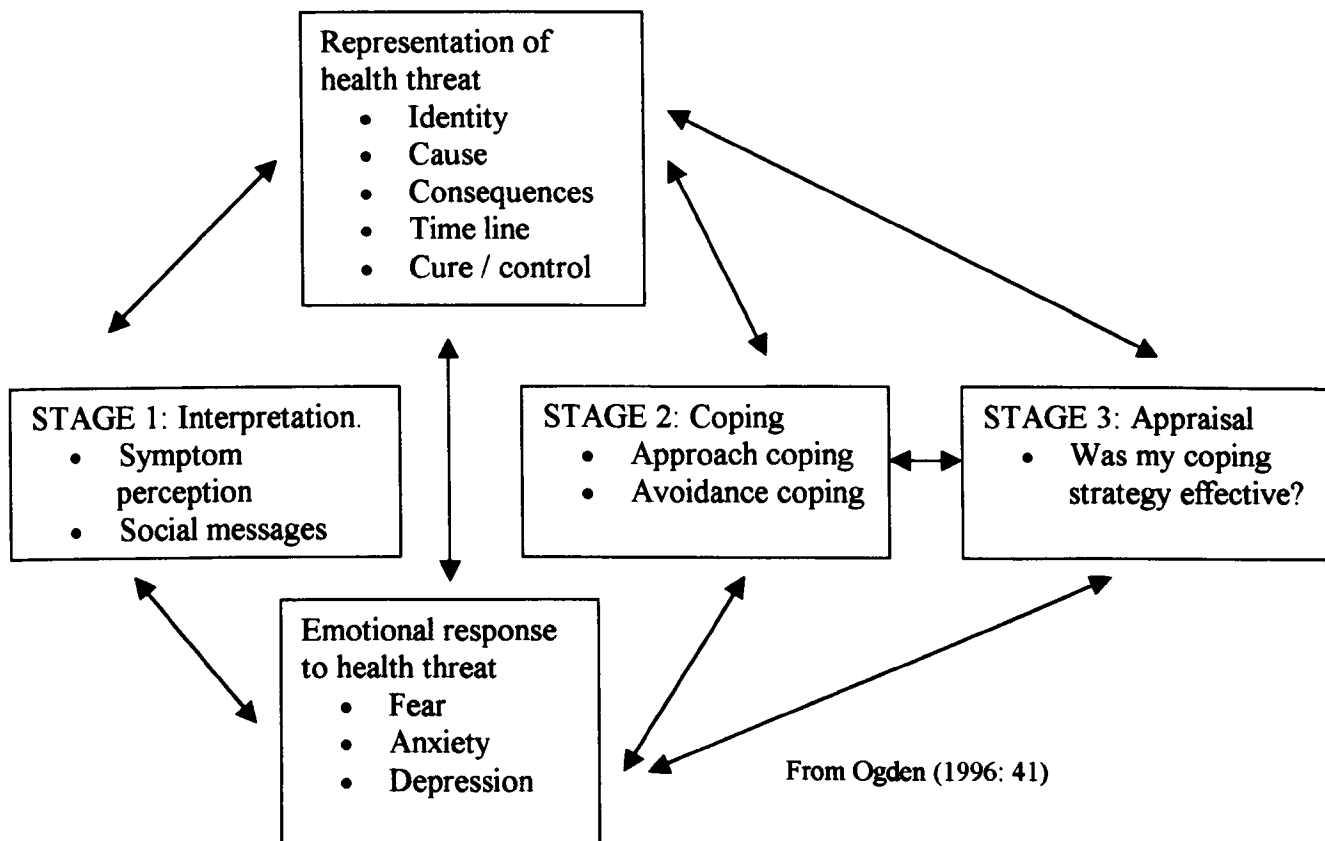 Representation of
health threat
• Identity
• Cause
• Consequences
• Time line
• Cure / control
STAGE 1: Interpretation.
• Symptom
perception
• Social messages
STAGE 2: Coping
• Approach coping
• Avoidance coping
STAGE 3: Appraisal
• Was my coping
strategy effective?
Emotional response
to health threat
• Fear
• Anxiety
• Depression
From Ogden (1996: 41)